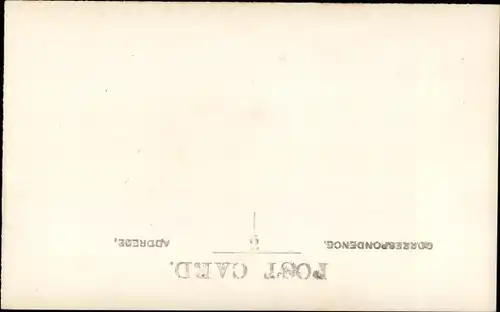 POST CARD.
CORRESPONDENCE. ADDRESS.